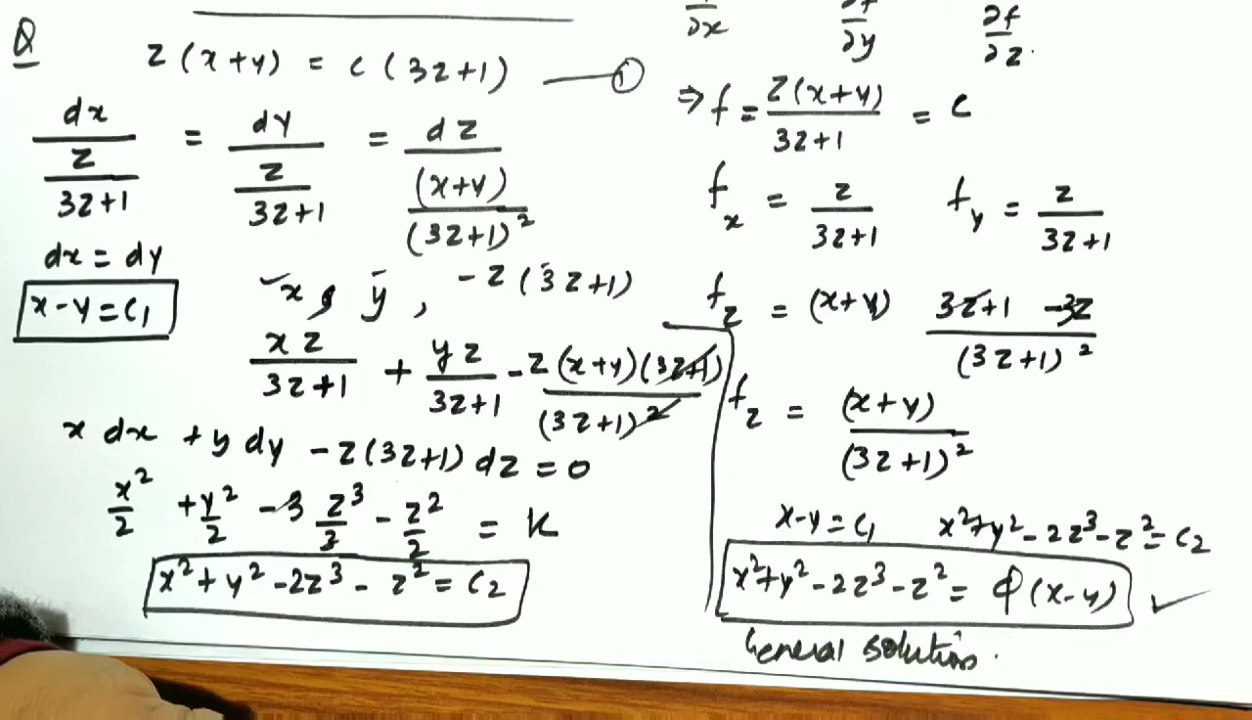 Q z(x+y) = c(3z+1) — ①
dx/(z/(3z+1)) = dy/(z/(3z+1)) = dz/((x+y)/(3z+1)²)
dx = dy
x-y=C₁
x, y, -z(3z+1)
xz/(3z+1) + yz/(3z+1) - z(x+y)(3z+1)/(3z+1)²
x dx + y dy - z(3z+1) dz = 0
x²/2 + y²/2 - 3 z³/3 - z²/2 = K
x² + y² - 2z³ - z² = C₂
∂x ∂f/∂y ∂f/∂z.
⇒ f = z(x+y)/(3z+1) = c
f_x = z/(3z+1) f_y = z/(3z+1)
f_z = (x+y) (3z+1 -3z)/(3z+1)²
f_z = (x+y)/(3z+1)²
x-y=C₁ x²+y²-2z³-z²=C₂
x²+y²-2z³-z² = ϕ(x-y) ✓
General solution.